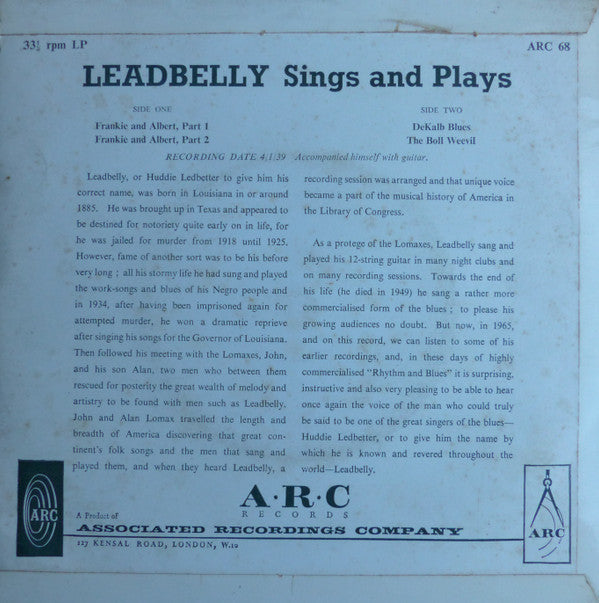 33⅓ rpm LP
ARC 68
LEADBELLY Sings and Plays
SIDE ONE
Frankie and Albert, Part 1
Frankie and Albert, Part 2
SIDE TWO
DeKalb Blues
The Boll Weevil
RECORDING DATE 4/1/39 Accompanied himself with guitar.
Leadbelly, or Huddie Ledbetter to give him his
correct name, was born in Louisiana in or around
1885. He was brought up in Texas and appeared to
be destined for notoriety quite early on in life, for
he was jailed for murder from 1918 until 1925.
However, fame of another sort was to be his before
very long ; all his stormy life he had sung and played
the work-songs and blues of his Negro people and
in 1934, after having been imprisoned again for
attempted murder, he won a dramatic reprieve
after singing his songs for the Governor of Louisiana.
Then followed his meeting with the Lomaxes, John,
and his son Alan, two men who between them
rescued for posterity the great wealth of melody and
artistry to be found with men such as Leadbelly.
John and Alan Lomax travelled the length and
breadth of America discovering that great con-
tinent's folk songs and the men that sang and
played them, and when they heard Leadbelly, a
recording session was arranged and that unique voice
became a part of the musical history of America in
the Library of Congress.
As a protege of the Lomaxes, Leadbelly sang and
played his 12-string guitar in many night clubs and
on many recording sessions. Towards the end of
his life (he died in 1949) he sang a rather more
commercialised form of the blues ; to please his
growing audiences no doubt. But now, in 1965,
and on this record, we can listen to some of his
earlier recordings, and, in these days of highly
commercialised "Rhythm and Blues" it is surprising,
instructive and also very pleasing to be able to hear
once again the voice of the man who could truly
be said to be one of the great singers of the blues—
Huddie Ledbetter, or to give him the name by
which he is known and revered throughout the
world—Leadbelly.
ARC
A·R·C
RECORDS
A Product of
ASSOCIATED RECORDINGS COMPANY
127 KENSAL ROAD, LONDON, W.10
ARC